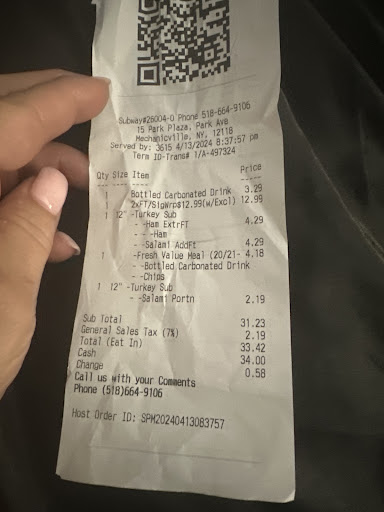 Subway#26004-0 Phone 518-664-9106
15 Park Plaza, Park Ave
Mechanicville, NY, 12118
Served by: 3615 4/13/2024 8:37:57 pm
Term ID-Trans# 1/A-497324
Qty Size Item Price
--- ---- ---- -----
1 Bottled Carbonated Drink 3.29
1 2xFT/SigWrp$12.99(w/Excl) 12.99
1 12" -Turkey Sub
- -Ham ExtrFT 4.29
- - -Ham
- -Salami AddFt 4.29
1 -Fresh Value Meal (20/21- 4.18
- -Bottled Carbonated Drink
- -Chips
1 12" -Turkey Sub
- -Salami Portn 2.19
Sub Total 31.23
General Sales Tax (7%) 2.19
Total (Eat In) 33.42
Cash 34.00
Change 0.58
Call us with your Comments
Phone (518)664-9106
Host Order ID: SPM20240413083757